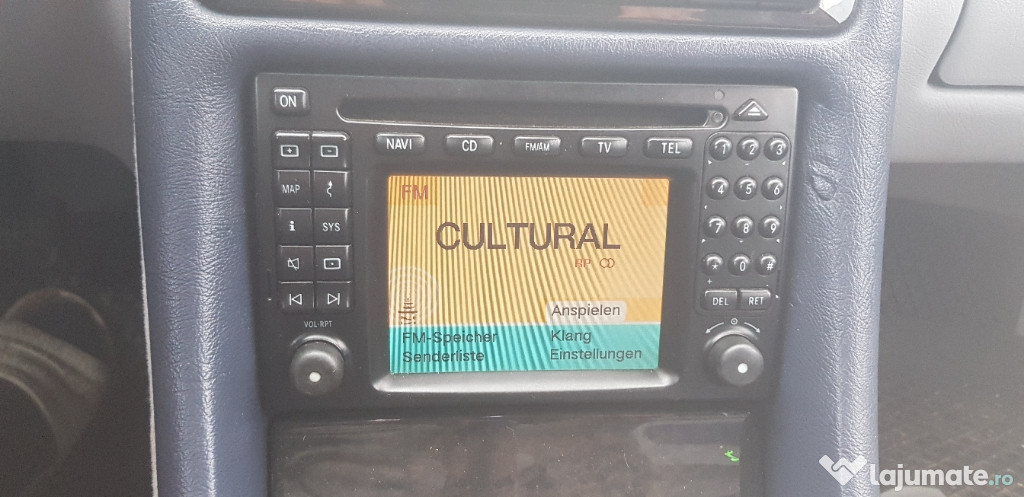 ON
NAVI CD FM/AM TV TEL
1 2 3
MAP
4 5 6
i SYS
7 8 9
* 0 #
DEL RET
VOL·RPT
FM
CULTURAL
Anspielen
FM-Speicher Klang
Senderliste Einstellungen
lajumate.ro